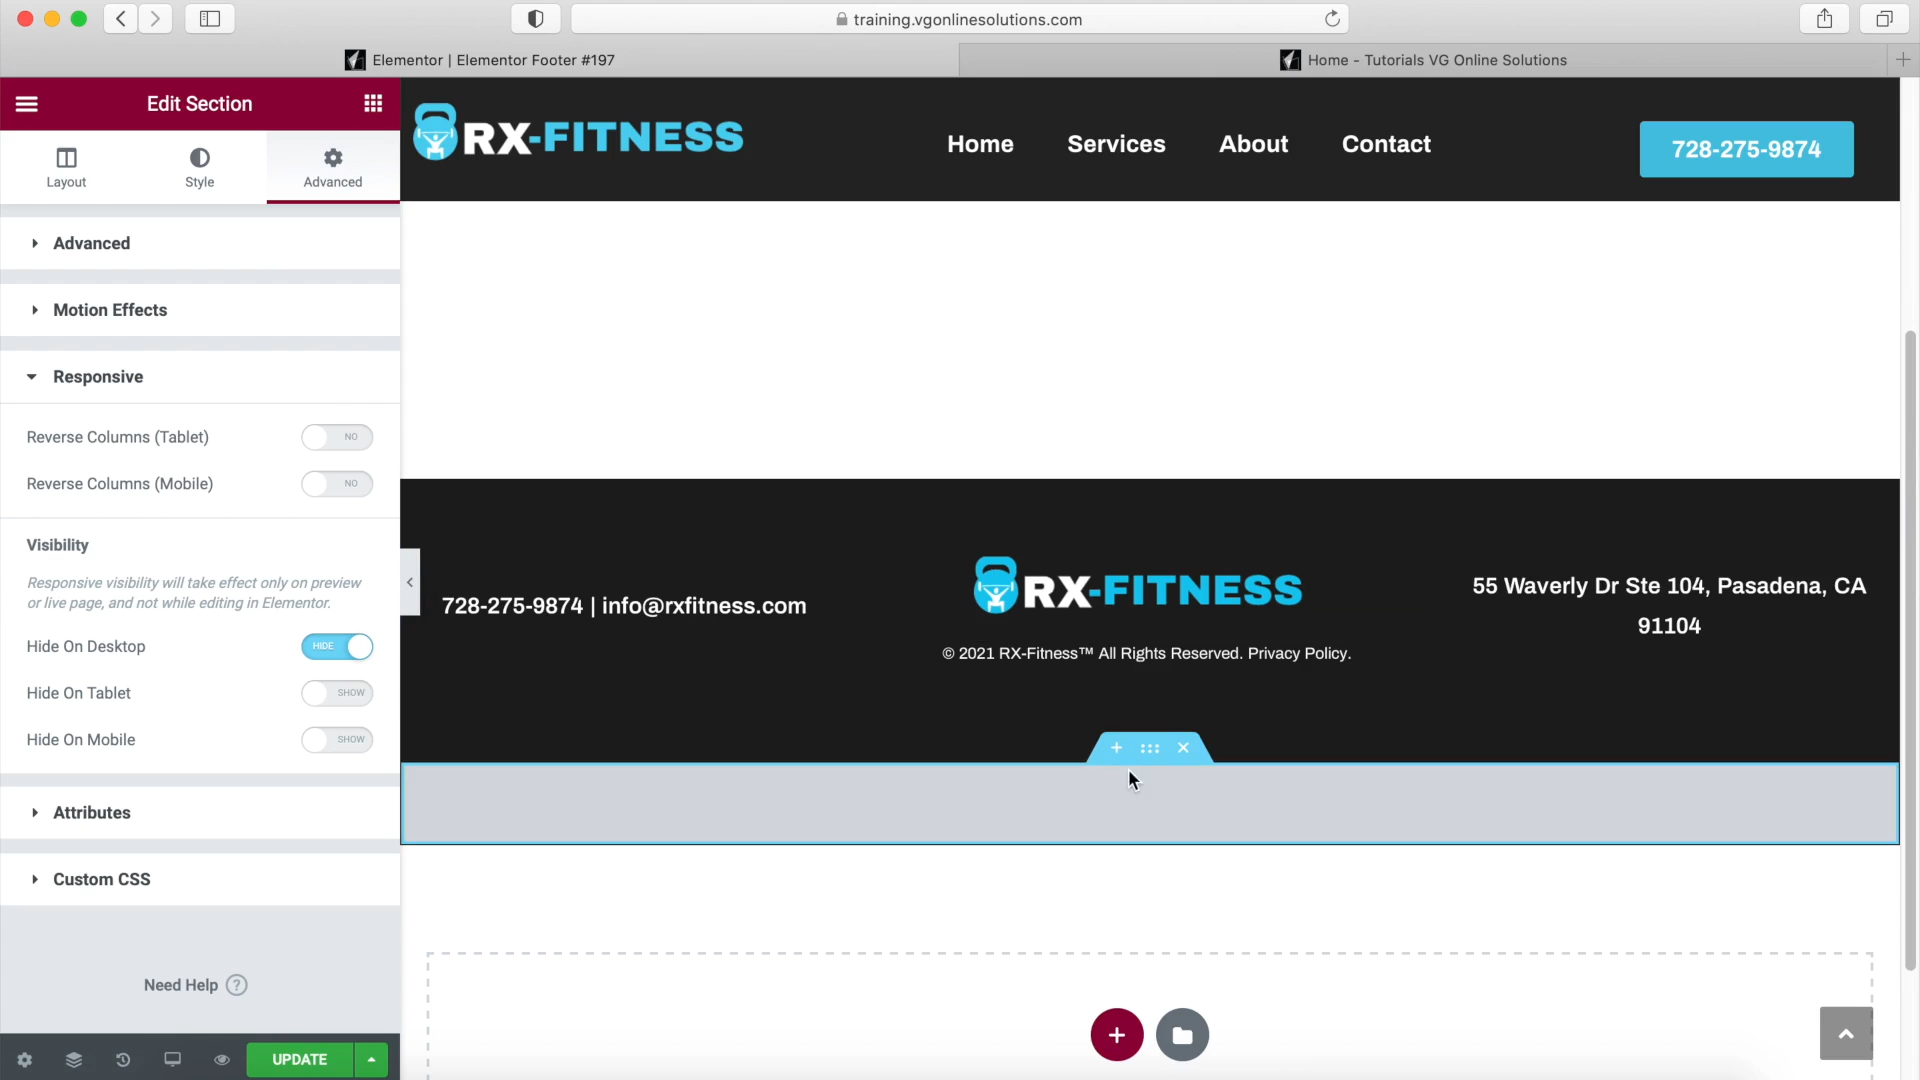 training.vgonlinesolutions.com
Elementor | Elementor Footer #197
Home - Tutorials VG Online Solutions
Edit Section
Layout
Style
Advanced
Advanced
Motion Effects
Responsive
Reverse Columns (Tablet)
NO
Reverse Columns (Mobile)
NO
Visibility
Responsive visibility will take effect only on preview
or live page, and not while editing in Elementor.
Hide On Desktop
HIDE
Hide On Tablet
SHOW
Hide On Mobile
SHOW
Attributes
Custom CSS
Need Help ?
UPDATE
RX-FITNESS
Home
Services
About
Contact
728-275-9874
728-275-9874 | info@rxfitness.com
RX-FITNESS
© 2021 RX-Fitness™ All Rights Reserved. Privacy Policy.
55 Waverly Dr Ste 104, Pasadena, CA
91104